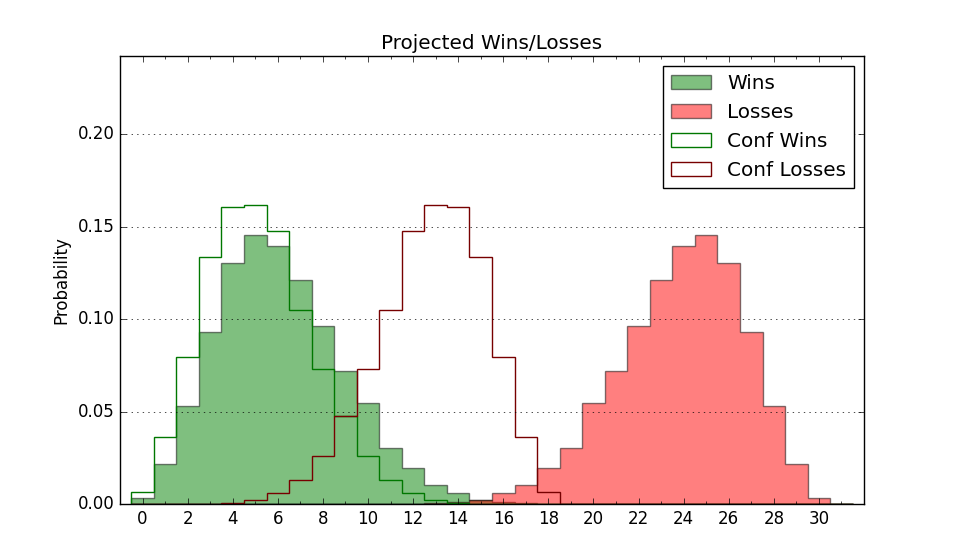 Projected Wins/Losses
Wins
Losses
Conf Wins
Conf Losses
Probability
0.20
0.15
0.10
0.05
0.00
0 2 4 6 8 10 12 14 16 18 20 22 24 26 28 30